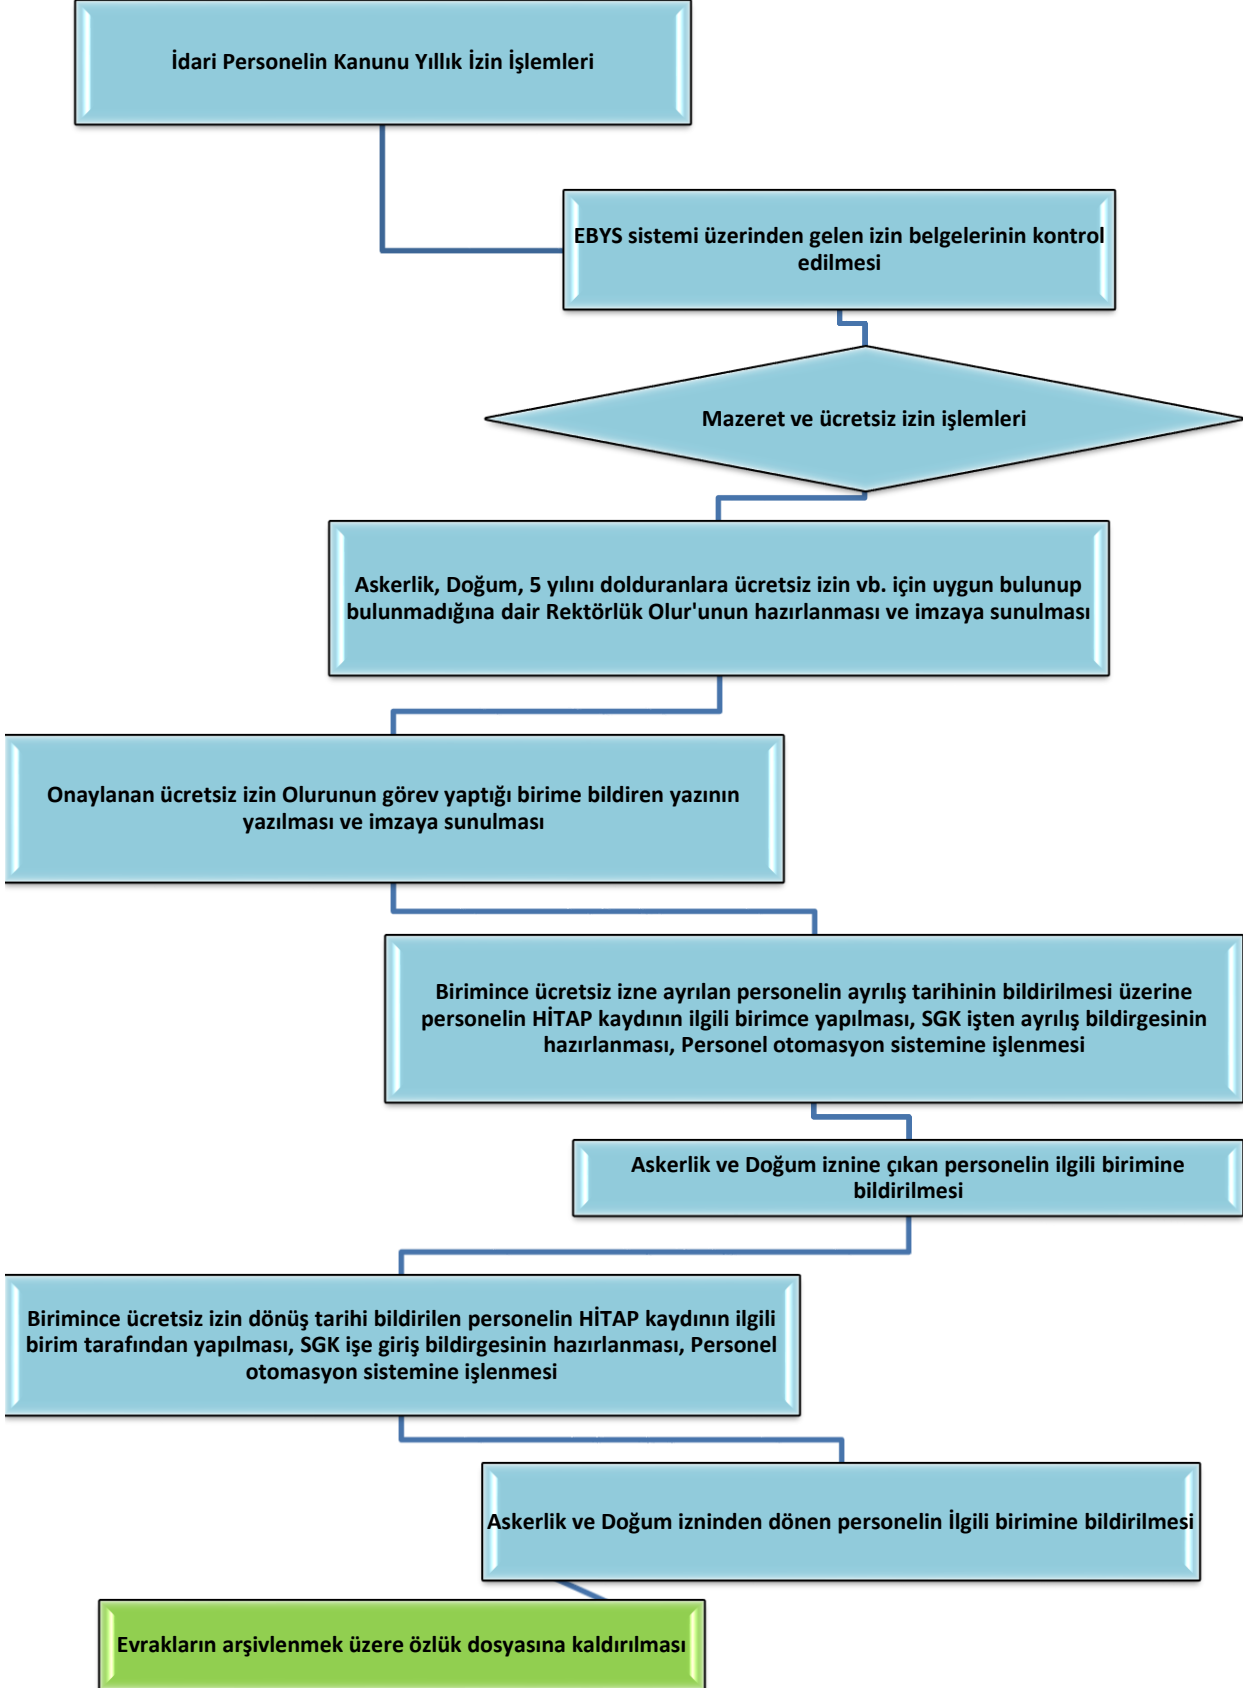 İdari Personelin Kanunu Yıllık İzin İşlemleri
EBYS sistemi üzerinden gelen izin belgelerinin kontrol
edilmesi
Mazeret ve ücretsiz izin işlemleri
Askerlik, Doğum, 5 yılını dolduranlara ücretsiz izin vb. için uygun bulunup
bulunmadığına dair Rektörlük Olur'unun hazırlanması ve imzaya sunulması
Onaylanan ücretsiz izin Olurunun görev yaptığı birime bildiren yazının
yazılması ve imzaya sunulması
Birimince ücretsiz izne ayrılan personelin ayrılış tarihinin bildirilmesi üzerine
personelin HİTAP kaydının ilgili birimce yapılması, SGK işten ayrılış bildirgesinin
hazırlanması, Personel otomasyon sistemine işlenmesi
Askerlik ve Doğum iznine çıkan personelin ilgili birimine
bildirilmesi
Birimince ücretsiz izin dönüş tarihi bildirilen personelin HİTAP kaydının ilgili
birim tarafından yapılması, SGK işe giriş bildirgesinin hazırlanması, Personel
otomasyon sistemine işlenmesi
Askerlik ve Doğum izninden dönen personelin İlgili birimine bildirilmesi
Evrakların arşivlenmek üzere özlük dosyasına kaldırılması